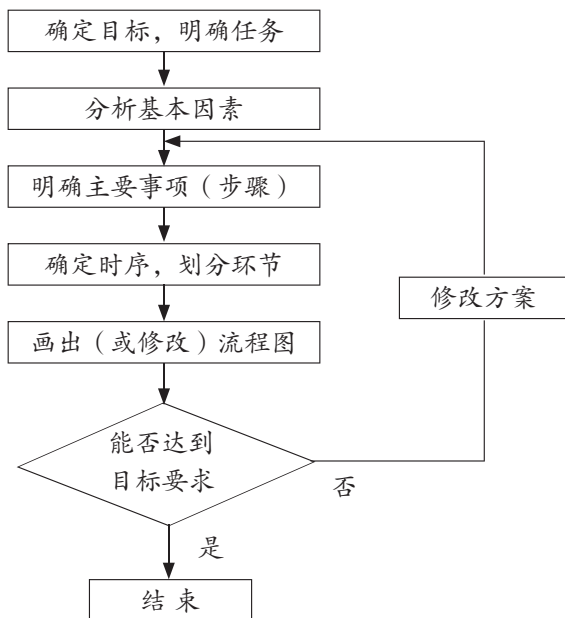 确定目标，明确任务
分析基本因素
明确主要事项（步骤）
确定时序，划分环节
修改方案
画出（或修改）流程图
能否达到
目标要求
否
是
结 束